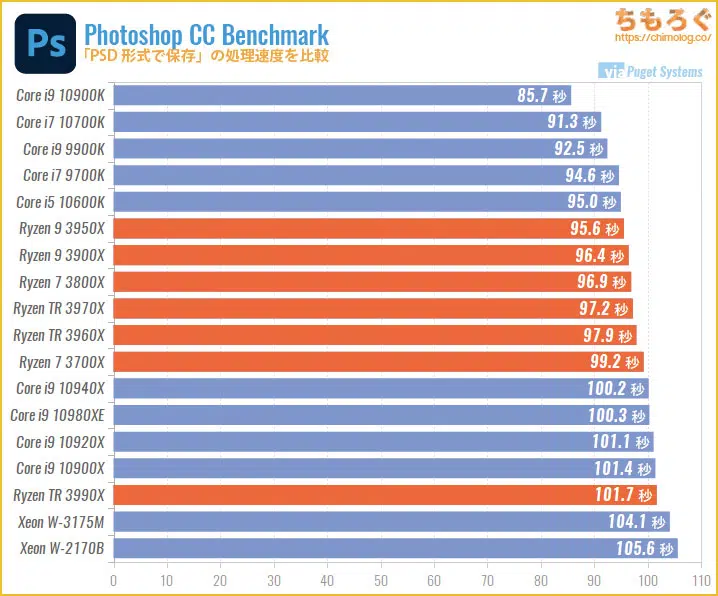 Ps
Photoshop CC Benchmark
「PSD 形式で保存」の処理速度を比較
ちもろぐ
https://chimolog.co/
via Puget Systems
Core i9 10900K 85.7 秒
Core i7 10700K 91.3 秒
Core i9 9900K 92.5 秒
Core i7 9700K 94.6 秒
Core i5 10600K 95.0 秒
Ryzen 9 3950X 95.6 秒
Ryzen 9 3900X 96.4 秒
Ryzen 7 3800X 96.9 秒
Ryzen TR 3970X 97.2 秒
Ryzen TR 3960X 97.9 秒
Ryzen 7 3700X 99.2 秒
Core i9 10940X 100.2 秒
Core i9 10980XE 100.3 秒
Core i9 10920X 101.1 秒
Core i9 10900X 101.4 秒
Ryzen TR 3990X 101.7 秒
Xeon W-3175M 104.1 秒
Xeon W-2170B 105.6 秒
0 10 20 30 40 50 60 70 80 90 100 110